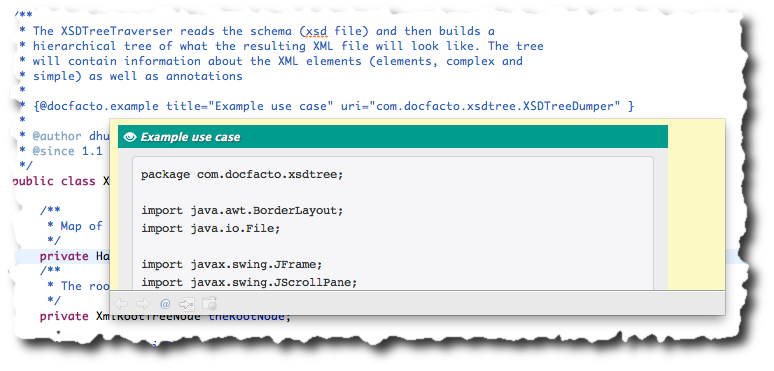 /**
* The XSDTreeTraverser reads the schema (xsd file) and then builds a
* hierarchical tree of what the resulting XML file will look like. The tree
* will contain information about the XML elements (elements, complex and
* simple) as well as annotations
*
* {@docfacto.example title="Example use case" uri="com.docfacto.xsdtree.XSDTreeDumper" }
*
* @author dhu
* @since 1.1
*/
public class X
Example use case
package com.docfacto.xsdtree;
import java.awt.BorderLayout;
import java.io.File;
import javax.swing.JFrame;
import javax.swing.JScrollPane;
/**
* Map of
*/
private Ha
/**
* The roo
*/
@
private XmlRootTreeNode theRootNode;